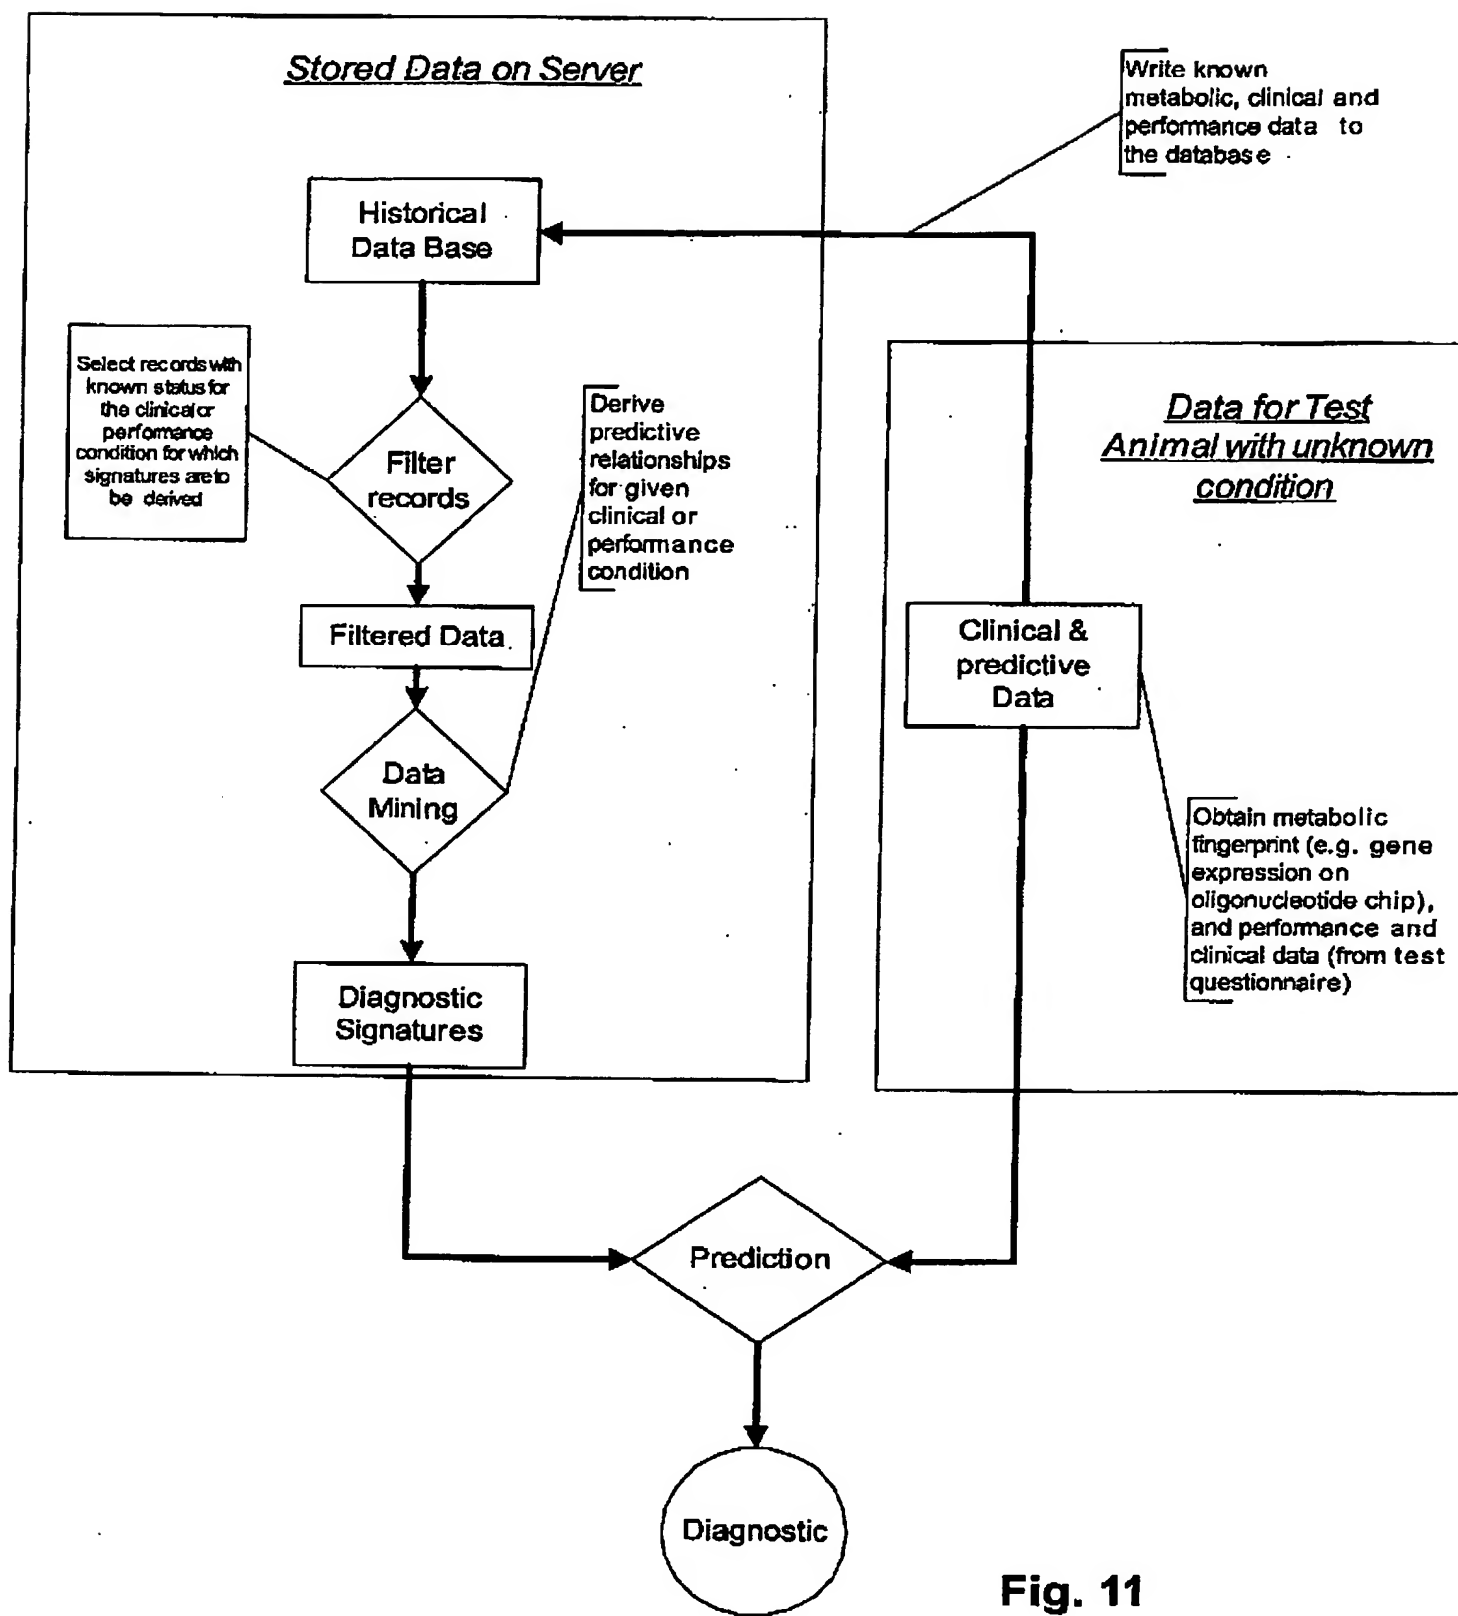 Stored Data on Server
Write known
metabolic, clinical and
performance data to
the database
Historical
Data Base
Select records with
known status for
the clinical or
performance
condition for which
signatures are to
be derived
Filter
records
Derive
predictive
relationships
for given
clinical or
performance
condition
Data for Test
Animal with unknown
condition
Filtered Data
Clinical &
predictive
Data
Data
Mining
Obtain metabolic
fingerprint (e.g. gene
expression on
oligonucleotide chip),
and performance and
clinical data (from test
questionnaire)
Diagnostic
Signatures
Prediction
Diagnostic
Fig. 11